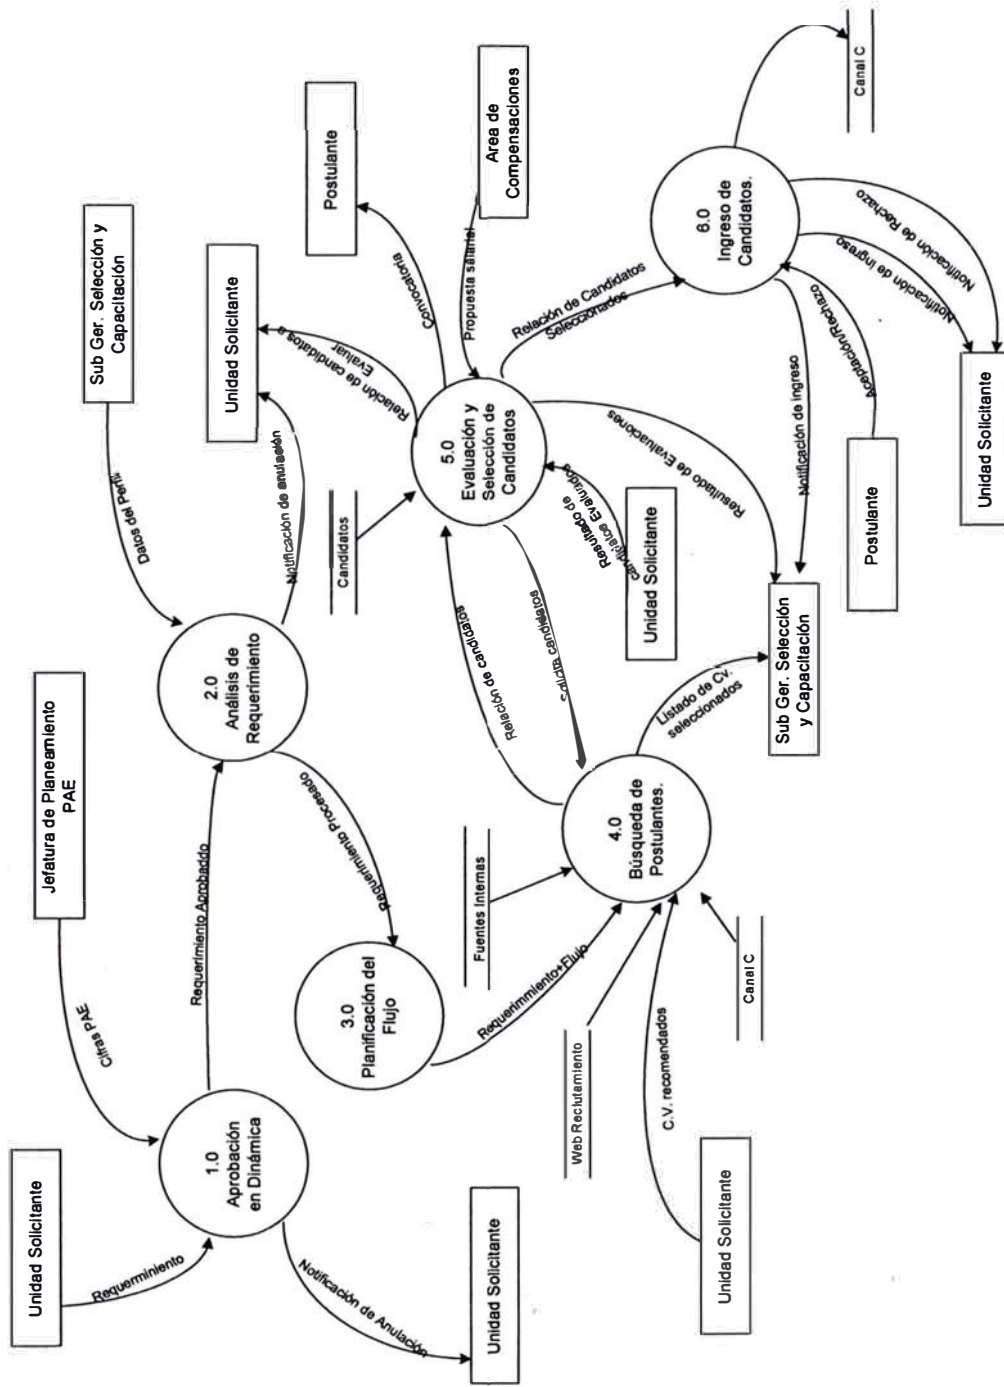 Unidad Solicitante
Jefatura de Planeamiento
PAE
Sub Ger. Selección y
Capacitación
Requerminiento
Cifras PAE
Datos del Perfil
1.0
Aprobación
en Dinámica
Requerimiento Aprobaddo
2.0
Análisis de
Requerimiento
Notificación de anulación
Unidad Solicitante
Postulante
Notificación de Anulación
Unidad Solicitante
3.0
Planificación del
Flujo
Requerimiento Procesado
Candidatos
Relación de candidatos a
Evaluar
Convocatoria
Propuesta salarial
Area de
Compensaciones
Fuentes Internas
Requerimmiento+Flujo
Relación de candidatos
Solicita candidatos
5.0
Evaluación y
Selección de
Candidatos
Relación de Candidatos
Seleccionados
Web Reclutamiento
4.0
Búsqueda de
Postulantes.
Resultado de
candidatos Evaluados
Unidad Solicitante
Resultado de Evaluaciones
6.0
Ingreso de
Candidatos.
C.V. recomendados
Unidad Solicitante
Canal C
Listado de Cv.
seleccionados
Sub Ger. Selección
y Capacitación
Notificación de ingreso
Aceptación/Rechazo
Postulante
Notificación de ingreso
Notificación de Rechazo
Unidad Solicitante
Canal C